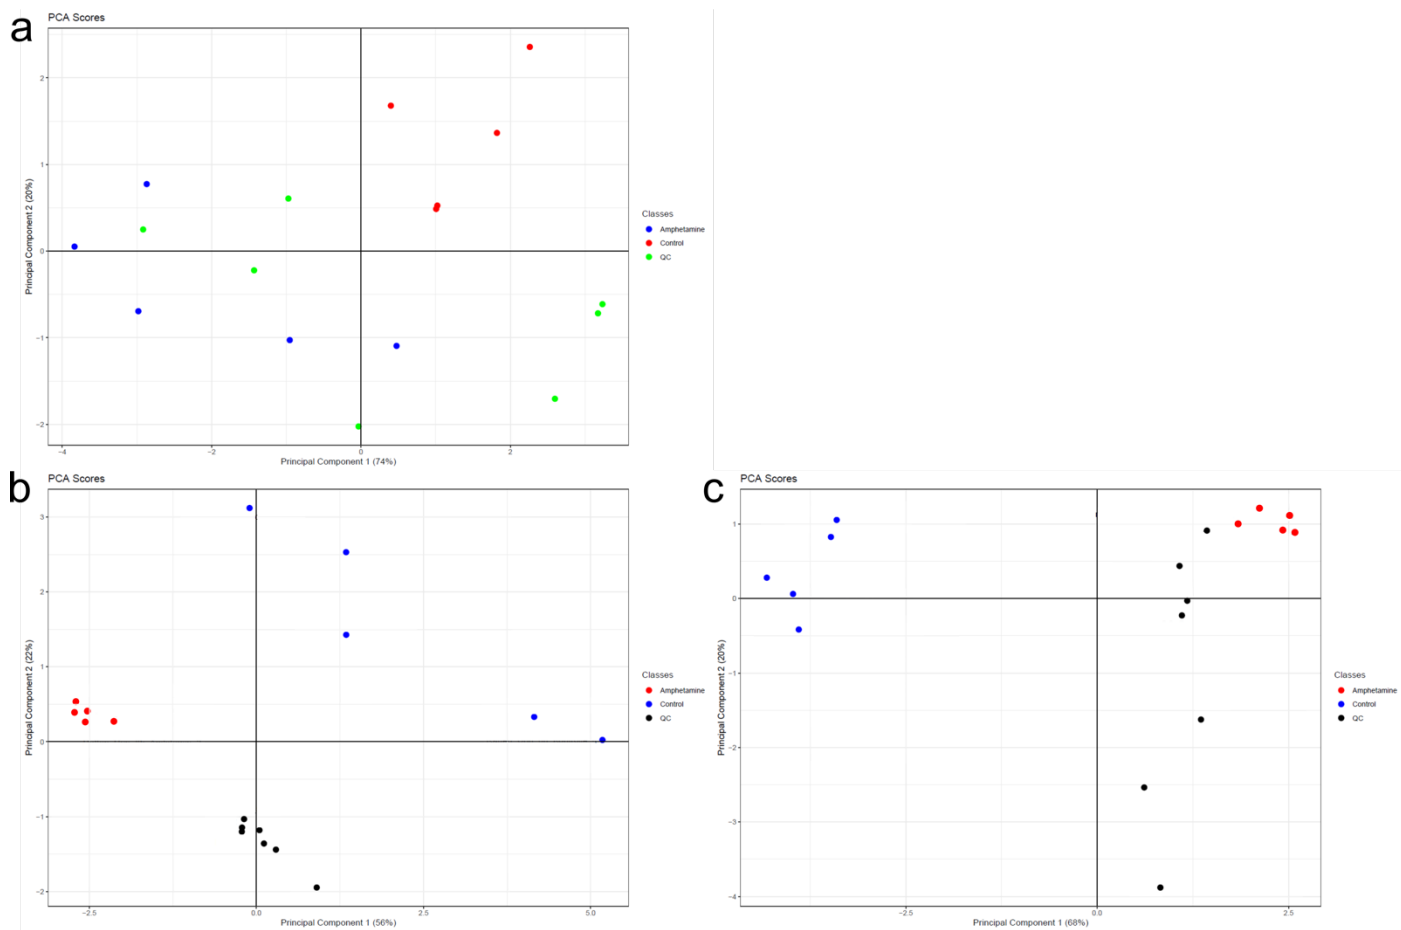 a
PCA Scores
Principal Component 2 (20%)
2
1
0
−1
−2
−4
−2
0
2
Principal Component 1 (74%)
Classes
Amphetamine
Control
QC
b
PCA Scores
Principal Component 2 (22%)
3
2
1
0
−1
−2
−2.5
0.0
2.5
5.0
Principal Component 1 (56%)
Classes
Amphetamine
Control
QC
c
PCA Scores
Principal Component 2 (20%)
1
0
−1
−2
−3
−4
−2.5
0.0
2.5
Principal Component 1 (68%)
Classes
Amphetamine
Control
QC